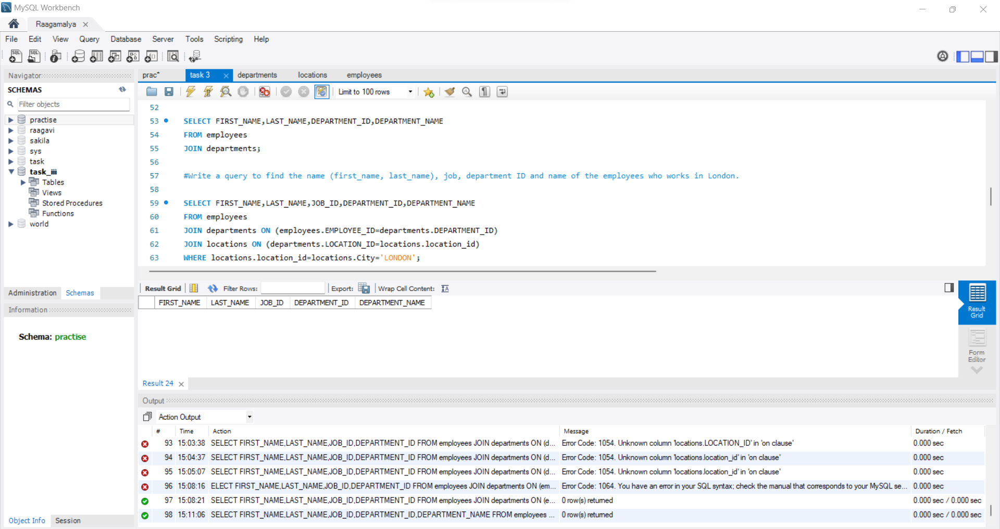 MySQL Workbench
Raagamalya
File Edit View Query Database Server Tools Scripting Help
Navigator
SCHEMAS
Filter objects
practise
raagavi
sakila
sys
task
task_iii
Tables
Views
Stored Procedures
Functions
world
Administration Schemas
Information
Schema: practise
Object Info Session
prac* task 3 departments locations employees
Limit to 100 rows
52
53 SELECT FIRST_NAME,LAST_NAME,DEPARTMENT_ID,DEPARTMENT_NAME
54 FROM employees
55 JOIN departments;
56
57 #Write a query to find the name (first_name, last_name), job, department ID and name of the employees who works in London.
58
59 SELECT FIRST_NAME,LAST_NAME,JOB_ID,DEPARTMENT_ID,DEPARTMENT_NAME
60 FROM employees
61 JOIN departments ON (employees.EMPLOYEE_ID=departments.DEPARTMENT_ID)
62 JOIN locations ON (departments.LOCATION_ID=locations.location_id)
63 WHERE locations.location_id=locations.City='LONDON';
Result Grid Filter Rows: Export: Wrap Cell Content:
FIRST_NAME LAST_NAME JOB_ID DEPARTMENT_ID DEPARTMENT_NAME
Result Grid
Form Editor
Result 24
Output
Action Output
# Time Action Message Duration / Fetch
93 15:03:38 SELECT FIRST_NAME,LAST_NAME,JOB_ID,DEPARTMENT_ID FROM employees JOIN departments ON (d... Error Code: 1054. Unknown column 'locations.LOCATION_ID' in 'on clause' 0.000 sec
94 15:04:37 SELECT FIRST_NAME,LAST_NAME,JOB_ID,DEPARTMENT_ID FROM employees JOIN departments ON (d... Error Code: 1054. Unknown column 'locations.location_id' in 'on clause' 0.000 sec
95 15:05:07 SELECT FIRST_NAME,LAST_NAME,JOB_ID,DEPARTMENT_ID FROM employees JOIN departments ON (d... Error Code: 1054. Unknown column 'locations.location_id' in 'on clause' 0.000 sec
96 15:08:16 ELECT FIRST_NAME,LAST_NAME,JOB_ID,DEPARTMENT_ID FROM employees JOIN departments ON (em... Error Code: 1064. You have an error in your SQL syntax; check the manual that corresponds to your MySQL se... 0.000 sec
97 15:08:21 SELECT FIRST_NAME,LAST_NAME,JOB_ID,DEPARTMENT_ID FROM employees JOIN departments ON (e... 0 row(s) returned 0.000 sec / 0.000 sec
98 15:11:06 SELECT FIRST_NAME,LAST_NAME,JOB_ID,DEPARTMENT_ID,DEPARTMENT_NAME FROM employees ... 0 row(s) returned 0.000 sec / 0.000 sec